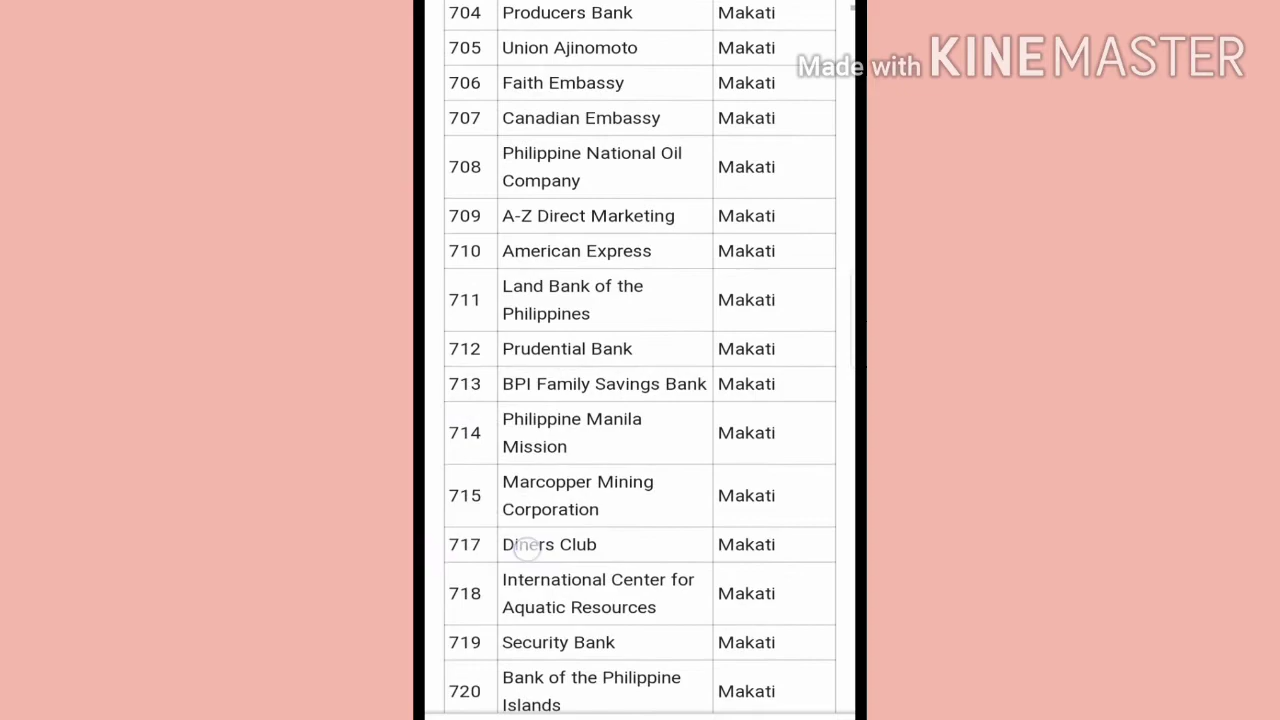 704 Producers Bank Makati
705 Union Ajinomoto Makati
Made with KINEMASTER
706 Faith Embassy Makati
707 Canadian Embassy Makati
708 Philippine National Oil Makati
Company
709 A-Z Direct Marketing Makati
710 American Express Makati
711 Land Bank of the Makati
Philippines
712 Prudential Bank Makati
713 BPI Family Savings Bank Makati
714 Philippine Manila Makati
Mission
715 Marcopper Mining Makati
Corporation
717 Diners Club Makati
718 International Center for Makati
Aquatic Resources
719 Security Bank Makati
720 Bank of the Philippine Makati
Islands